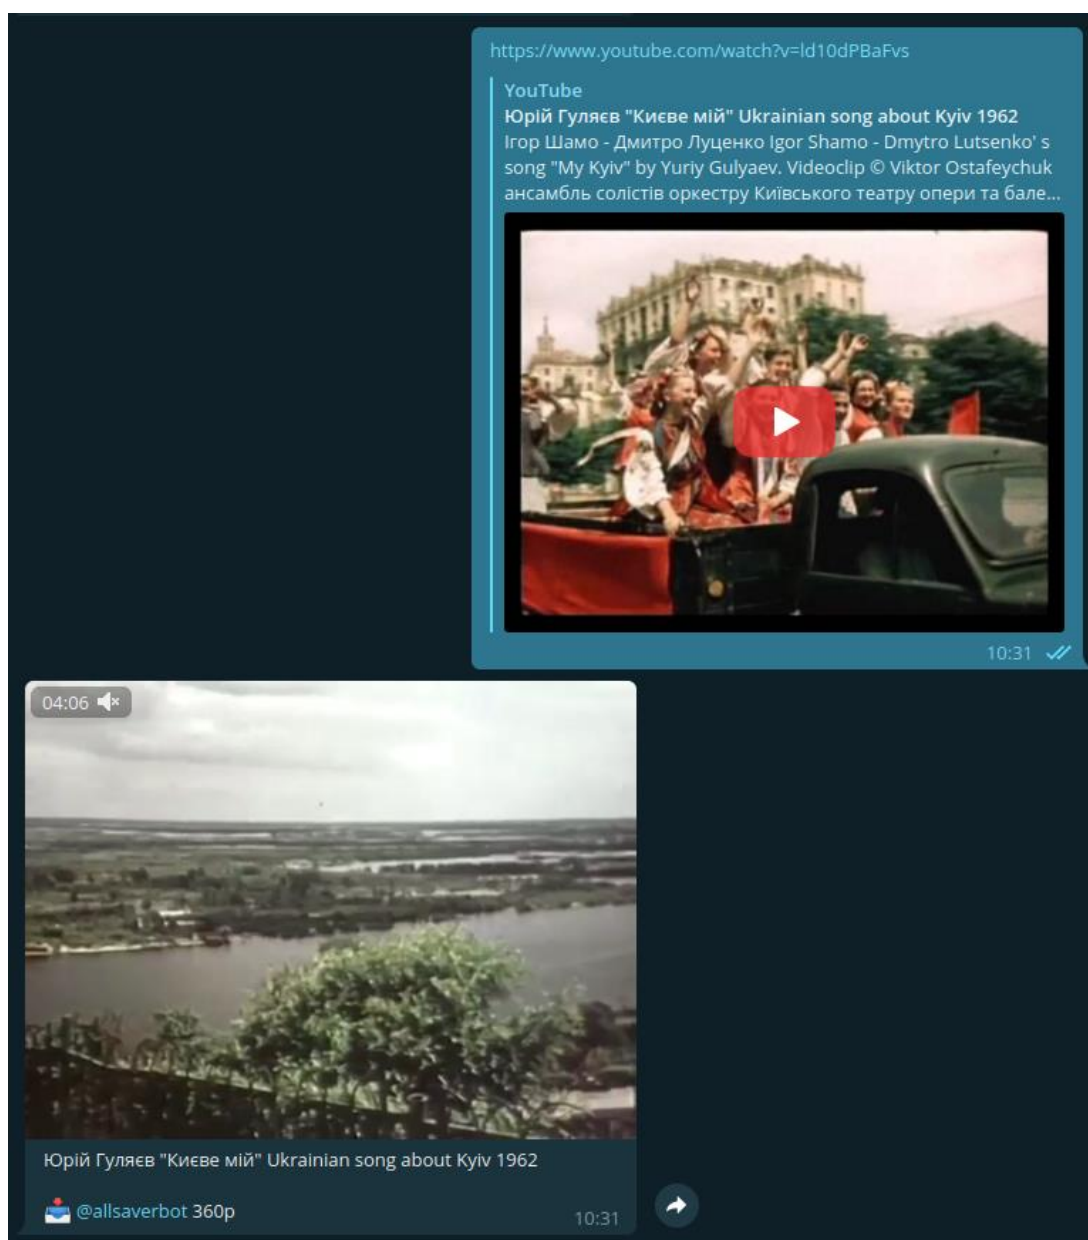 https://www.youtube.com/watch?v=ld10dPBaFvs
YouTube
Юрій Гуляєв "Києве мій" Ukrainian song about Kyiv 1962
Ігор Шамо - Дмитро Луценко Igor Shamo - Dmytro Lutsenko' s
song "My Kyiv" by Yuriy Gulyaev. Videoclip © Viktor Ostafeychuk
ансамбль солістів оркестру Київського театру опери та бале...
10:31
04:06
Юрій Гуляєв "Києве мій" Ukrainian song about Kyiv 1962
@allsaverbot 360p
10:31